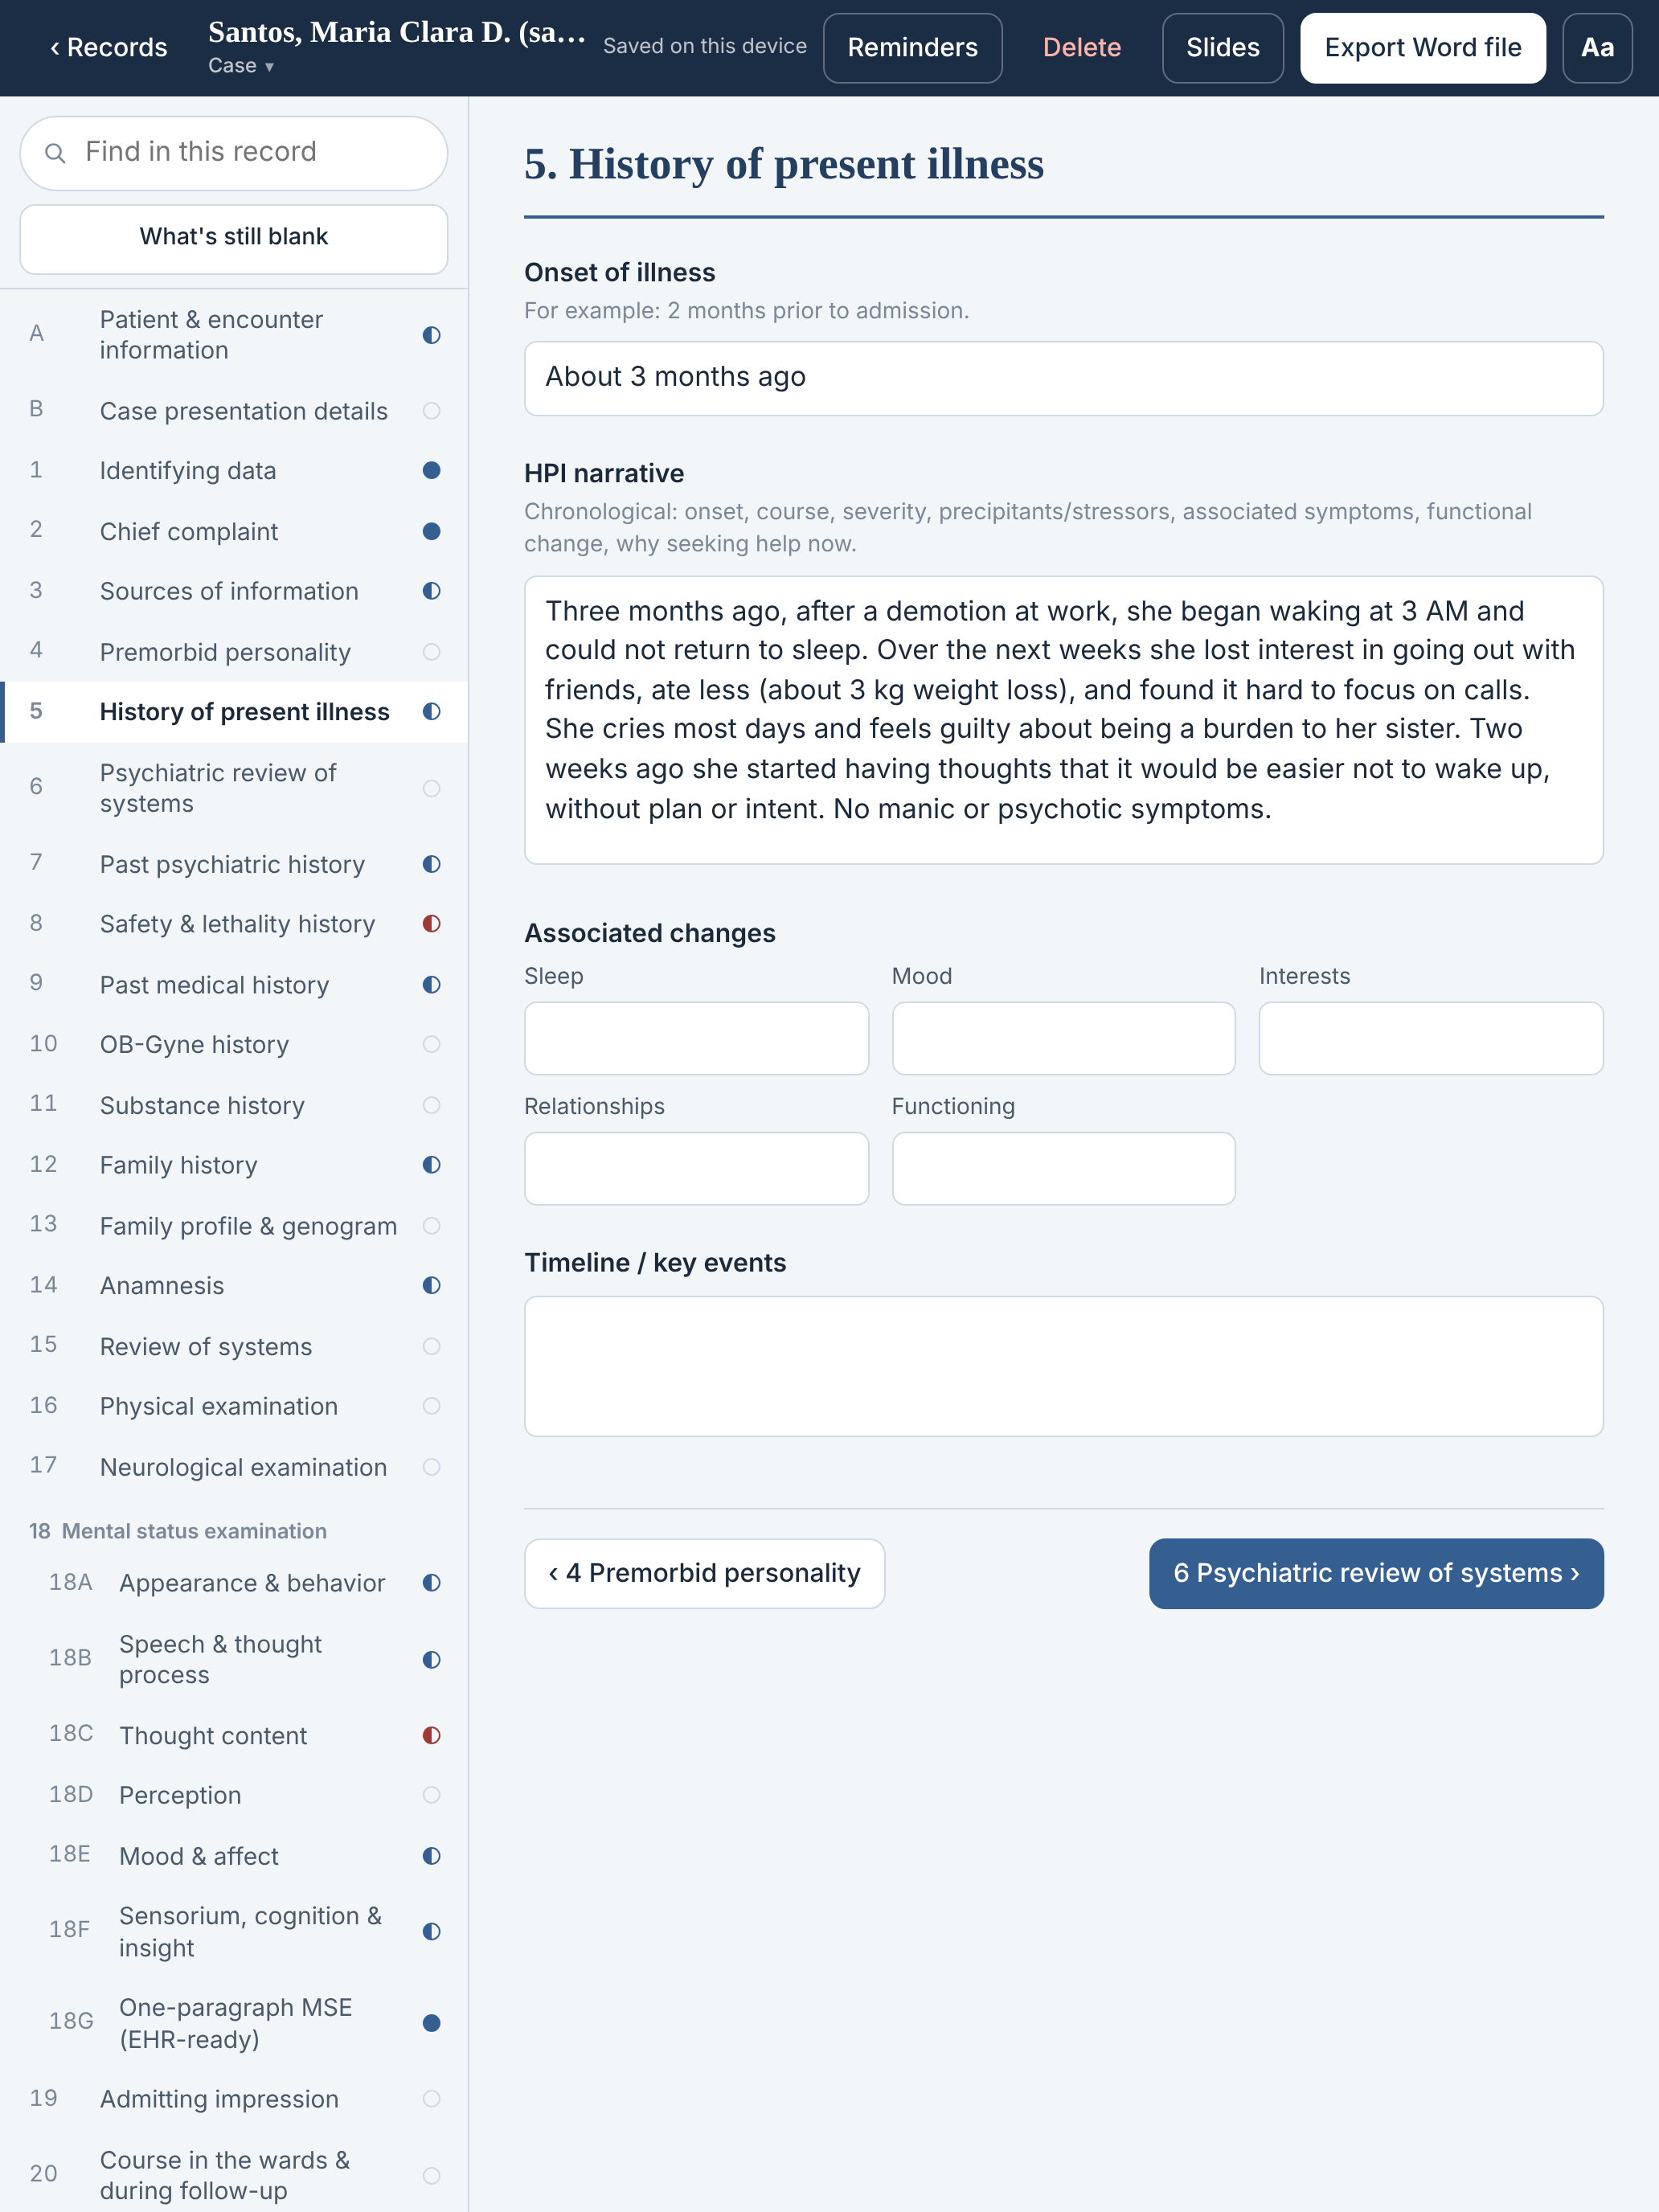 ‹ Records
Santos, Maria Clara D. (sa…
Case ▾
Saved on this device
Reminders
Delete
Slides
Export Word file
Aa
Find in this record
What's still blank
A Patient & encounter
information
B Case presentation details
1 Identifying data
2 Chief complaint
3 Sources of information
4 Premorbid personality
5 History of present illness
6 Psychiatric review of
systems
7 Past psychiatric history
8 Safety & lethality history
9 Past medical history
10 OB-Gyne history
11 Substance history
12 Family history
13 Family profile & genogram
14 Anamnesis
15 Review of systems
16 Physical examination
17 Neurological examination
18 Mental status examination
18A Appearance & behavior
18B Speech & thought
process
18C Thought content
18D Perception
18E Mood & affect
18F Sensorium, cognition &
insight
18G One-paragraph MSE
(EHR-ready)
19 Admitting impression
20 Course in the wards &
during follow-up
5. History of present illness
Onset of illness
For example: 2 months prior to admission.
About 3 months ago
HPI narrative
Chronological: onset, course, severity, precipitants/stressors, associated symptoms, functional
change, why seeking help now.
Three months ago, after a demotion at work, she began waking at 3 AM and
could not return to sleep. Over the next weeks she lost interest in going out with
friends, ate less (about 3 kg weight loss), and found it hard to focus on calls.
She cries most days and feels guilty about being a burden to her sister. Two
weeks ago she started having thoughts that it would be easier not to wake up,
without plan or intent. No manic or psychotic symptoms.
Associated changes
Sleep
Mood
Interests
Relationships
Functioning
Timeline / key events
‹ 4 Premorbid personality
6 Psychiatric review of systems ›